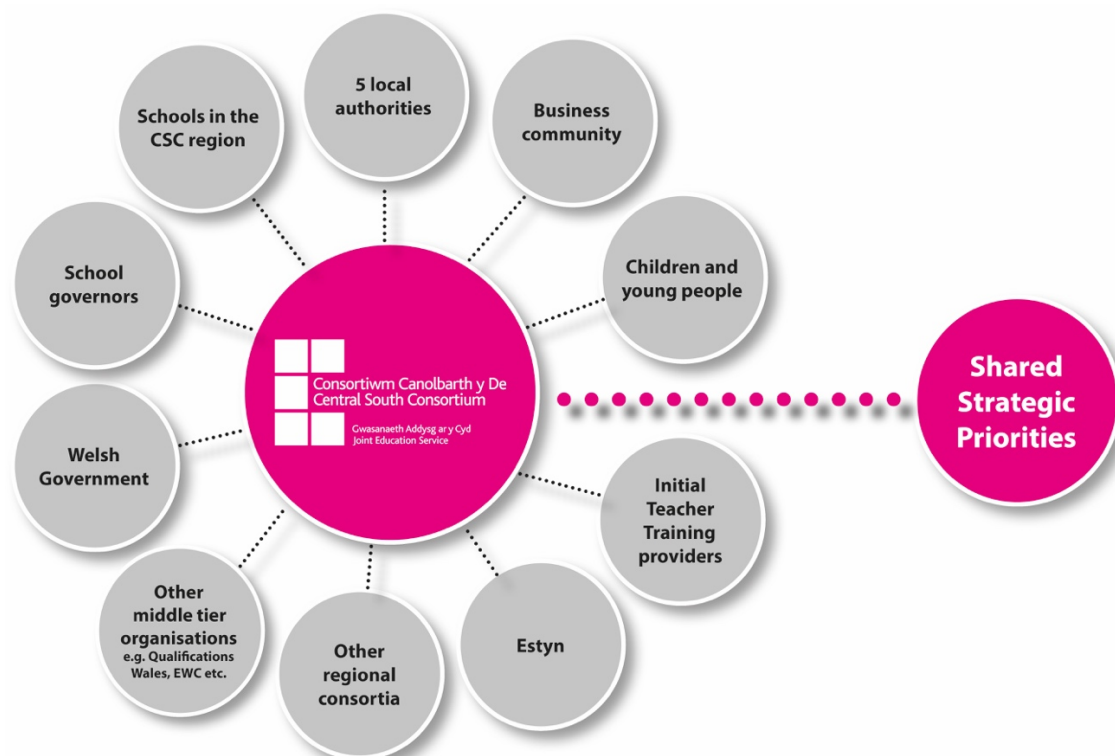 5 local
authorities
Business
community
Children and
young people
Initial
Teacher
Training
providers
Estyn
Other
regional
consortia
Other
middle tier
organisations
e.g. Qualifications
Wales, EWC etc.
Welsh
Government
School
governors
Schools in the
CSC region
Consortiwm Canolbarth y De
Central South Consortium
Gwasanaeth Addysg ar y Cyd
Joint Education Service
Shared
Strategic
Priorities